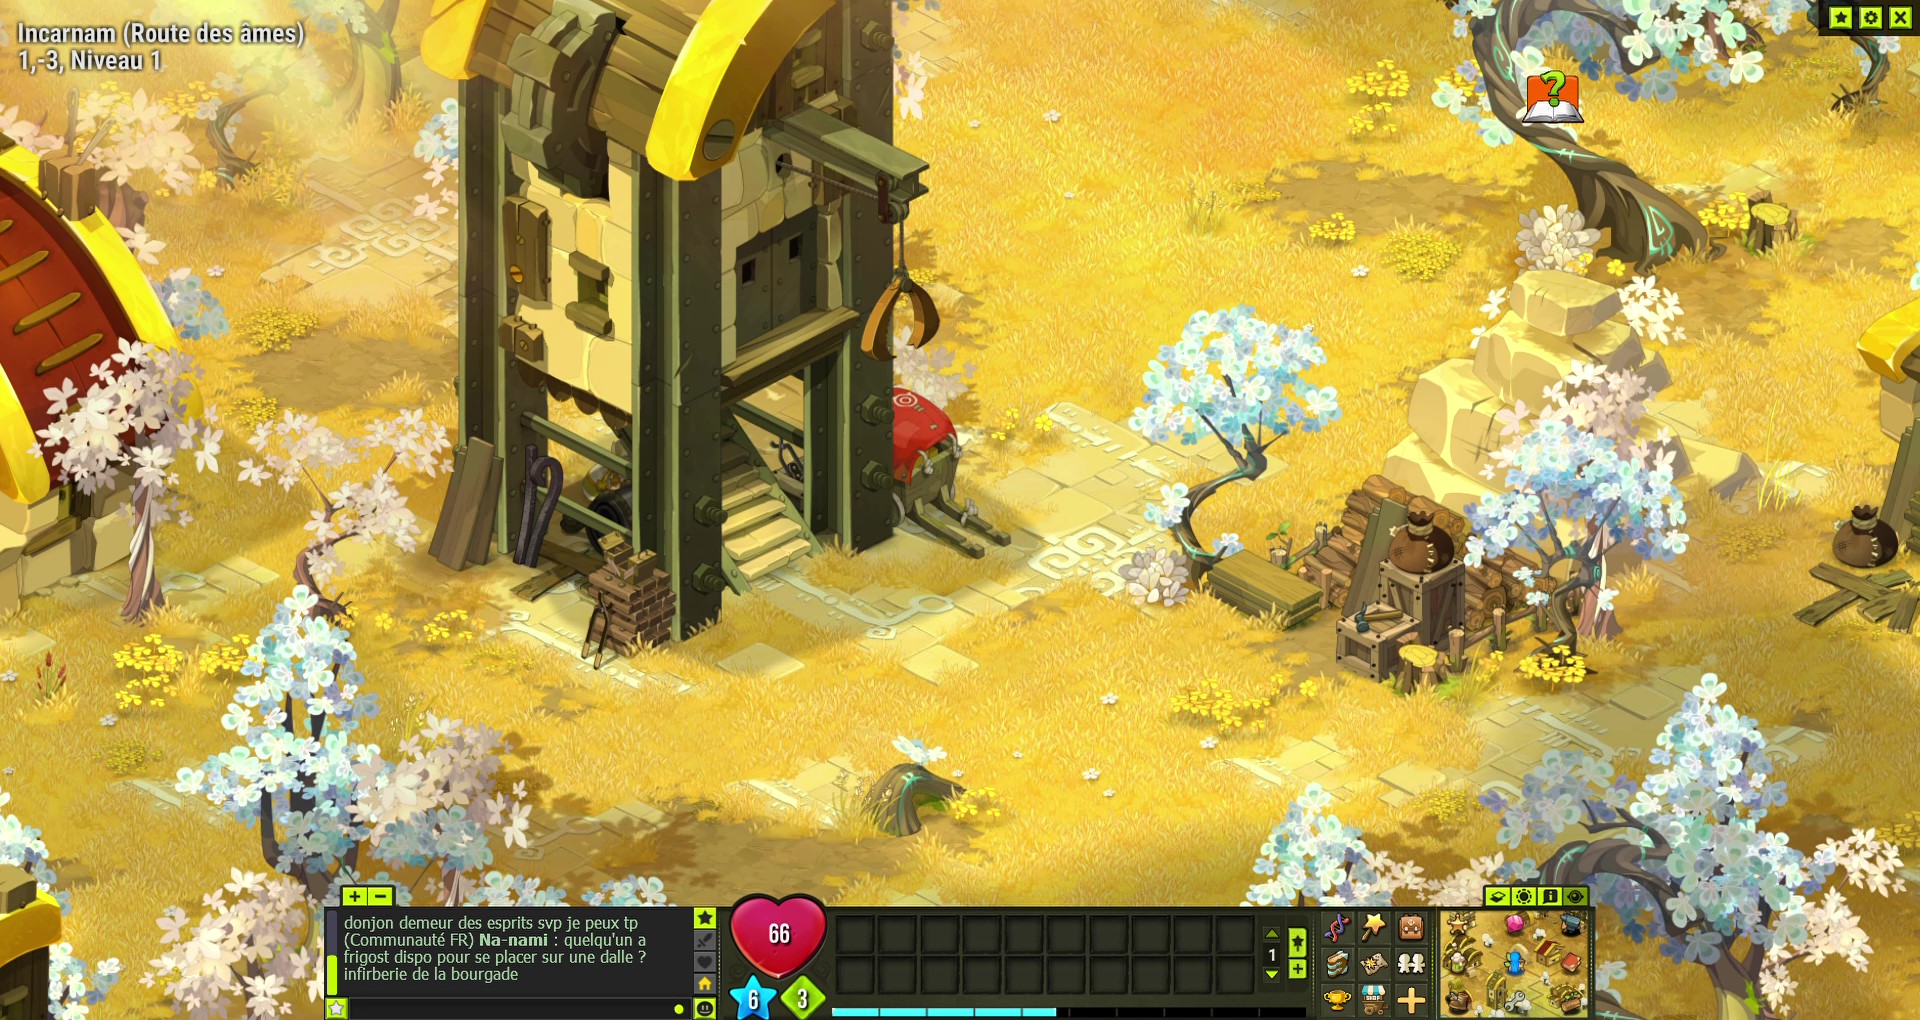 Incarnam (Route des âmes)
1,-3, Niveau 1
?
donjon demeur des esprits svp je peux tp
(Communauté FR) Na-nami : quelqu'un a
frigost dispo pour se placer sur une dalle ?
infirberie de la bourgade
66
6
3
1
SHOP